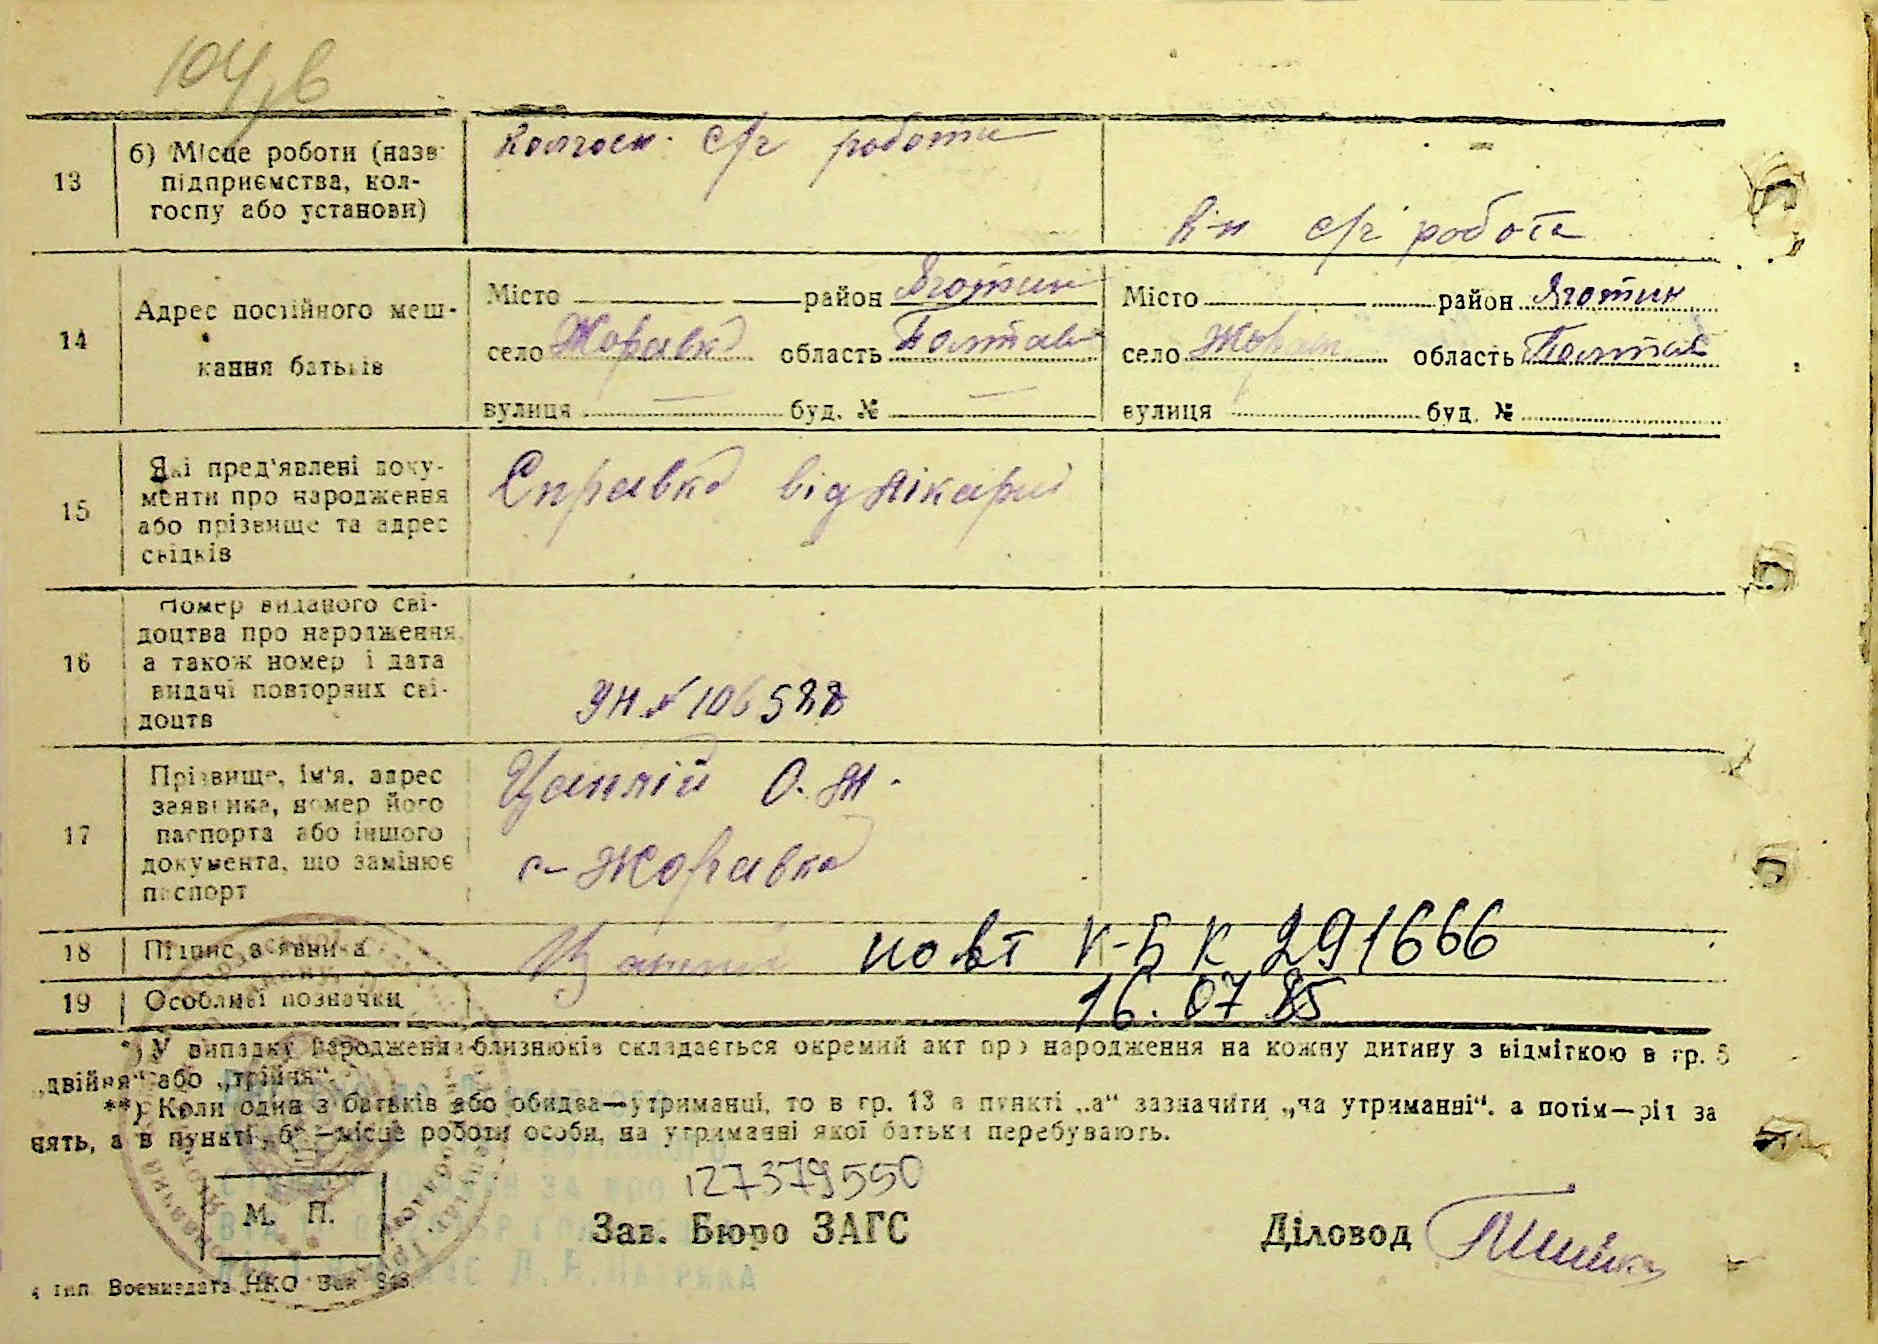 104, в
13
б) Місце роботи (назв
підприємства, кол-
госпу або установи)
Колгосп с/г роботи
к-п с/г робота
14
Адрес постійного меш-
кання батьків
Місто район Яготин
село Жоравка область Полтав
вулиця — буд. № —
Місто район Яготин
село Жорав область Полтав
вулиця буд. №
15
Які пред'явлені доку-
менти про народження
або прізвище та адрес
свідків
Справка від лікаря
16
Номер виданого сві-
доцтва про народження,
а також номер і дата
видачі повторних сві-
доцтв
УН № 106588
17
Прізвище, ім'я, адрес
заявника, номер його
паспорта або іншого
документа, що замінює
паспорт
О. Ж.
с- Жоравка
18 Підпис заявника
повт К-БК 291666
19 Особливі позначки
16.07 85
*) У випадку народження близнюків складається окремий акт про народження на кожну дитину з відміткою в гр. 5
„двійня“ або „трійня“.
**) Коли один з батьків або обидва—утриманці, то в гр. 13 в пункті „а“ зазначити „на утриманні“, а потім—рід за
нять, а в пункті „б“ —місце роботи особи, на утриманні якої батьки перебувають.
127379550
М. П.
Зав. Бюро ЗАГС
Діловод
тип Воениздата НКО Зак